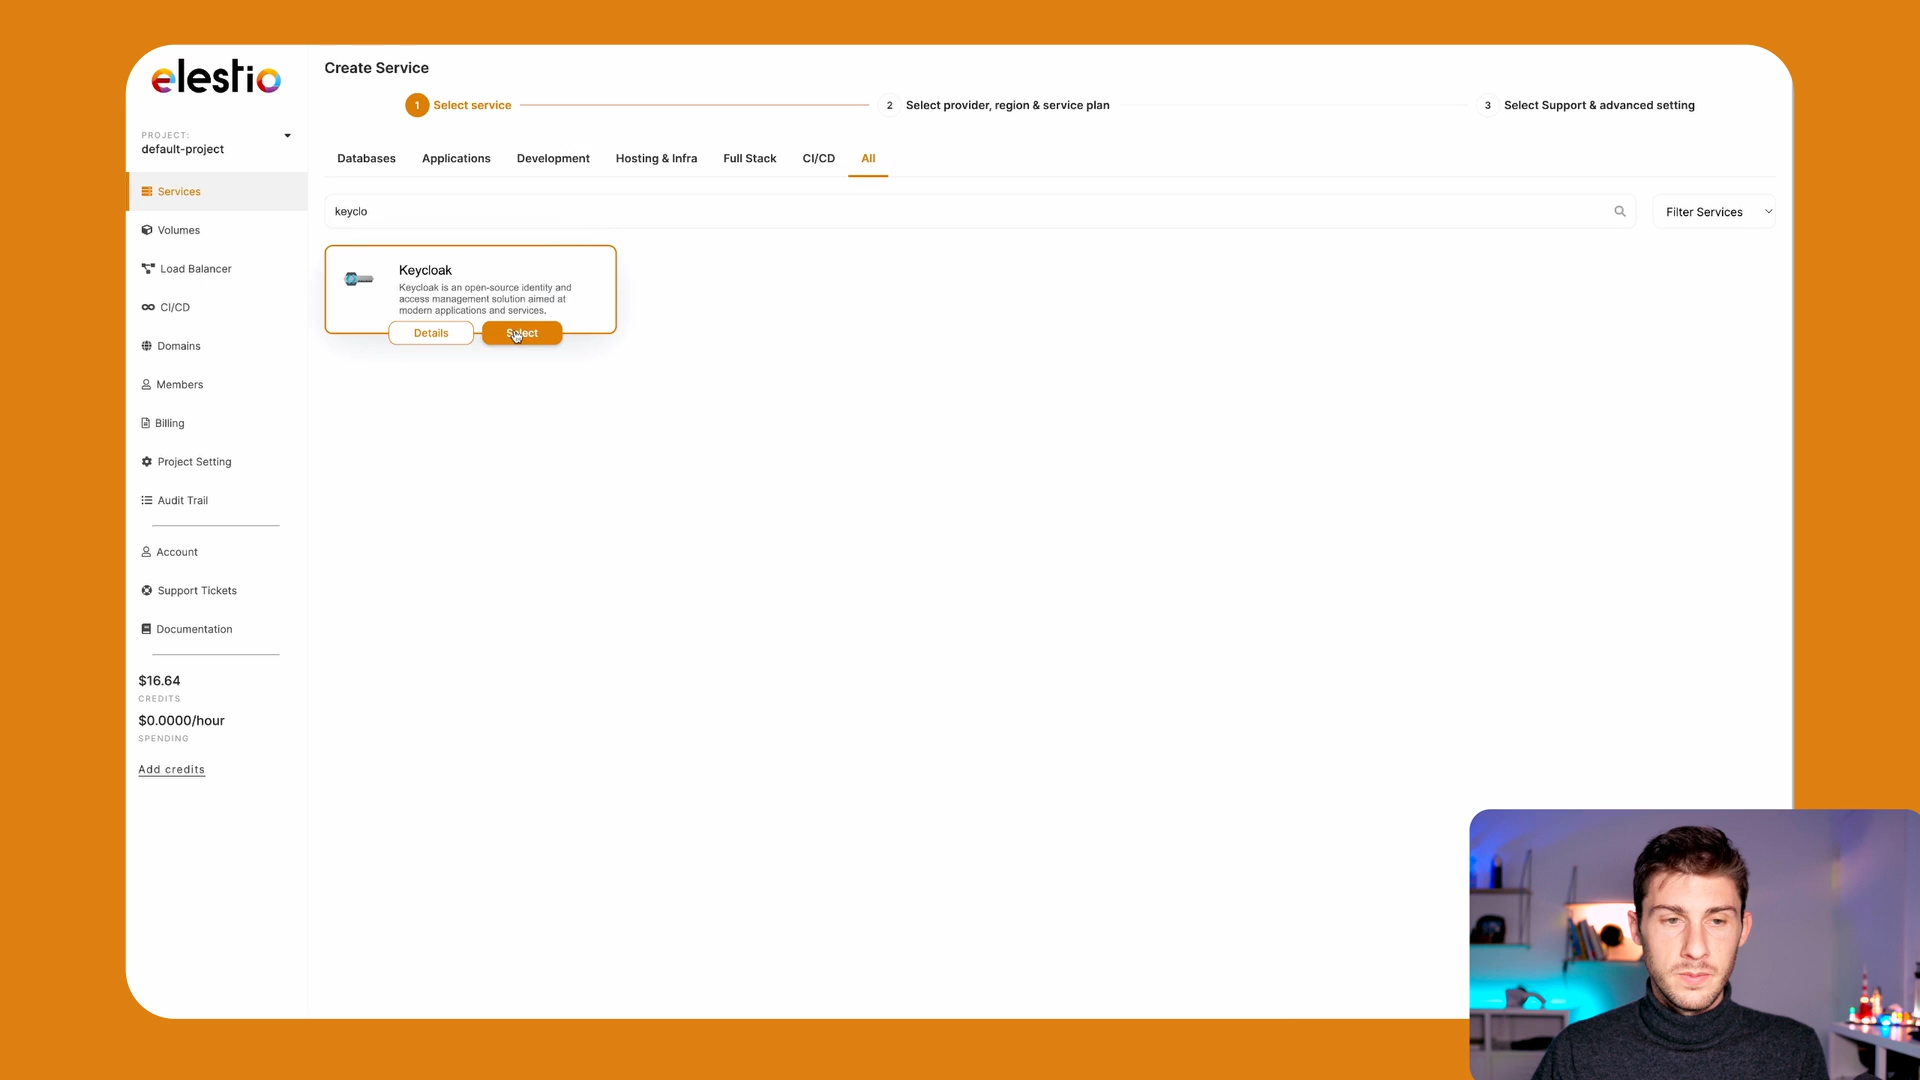 elestio
PROJECT:
default-project
Services
Volumes
Load Balancer
CI/CD
Domains
Members
Billing
Project Setting
Audit Trail
Account
Support Tickets
Documentation
$16.64
CREDITS
$0.0000/hour
SPENDING
Add credits
Create Service
1 Select service
2 Select provider, region & service plan
3 Select Support & advanced setting
Databases Applications Development Hosting & Infra Full Stack CI/CD All
keyclo
Filter Services
Keycloak
Keycloak is an open-source identity and
access management solution aimed at
modern applications and services.
Details Select